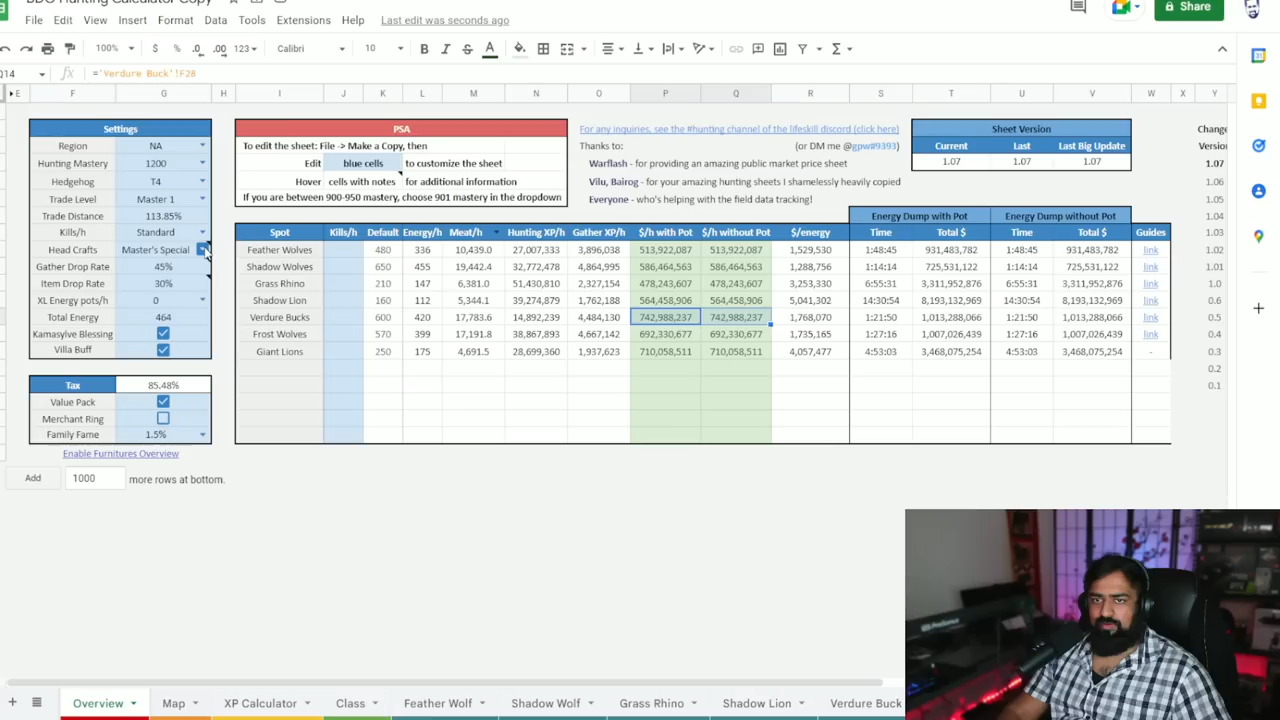 BDO Hunting Calculator Copy
File Edit View Insert Format Data Tools Extensions Help Last edit was seconds ago
Share
100% $ % .0 .00 123 Calibri 10 B I S A
Q14 fx ='Verdure Buck'!F28
E F G H I J K L M N O P Q R S T U V W X Y
Settings
Region NA
Hunting Mastery 1200
Hedgehog T4
Trade Level Master 1
Trade Distance 113.85%
Kills/h Standard
Head Crafts Master's Special
Gather Drop Rate 45%
Item Drop Rate 30%
XL Energy pots/h 0
Total Energy 464
Kamasylve Blessing
Villa Buff
Tax 85.48%
Value Pack
Merchant Ring
Family Fame 1.5%
Enable Furnitures Overview
PSA
To edit the sheet: File -> Make a Copy, then
Edit blue cells to customize the sheet
Hover cells with notes for additional information
If you are between 900-950 mastery, choose 901 mastery in the dropdown
For any inquiries, see the #hunting channel of the lifeskill discord (click here)
Thanks to: (or DM me @gpw#9393)
Warflash - for providing an amazing public market price sheet
Vilu, Bairog - for your amazing hunting sheets I shamelessly heavily copied
Everyone - who's helping with the field data tracking!
Sheet Version
Current Last Last Big Update
1.07 1.07 1.07
Energy Dump with Pot Energy Dump without Pot
Spot Kills/h Default Energy/h Meat/h Hunting XP/h Gather XP/h $/h with Pot $/h without Pot $/energy Time Total $ Time Total $ Guides
Feather Wolves 480 336 10,439.0 27,007,333 3,896,038 513,922,087 513,922,087 1,529,530 1:48:45 931,483,782 1:48:45 931,483,782 link
Shadow Wolves 650 455 19,442.4 32,772,478 4,864,995 586,464,563 586,464,563 1,288,756 1:14:14 725,531,122 1:14:14 725,531,122 link
Grass Rhino 210 147 6,381.0 51,430,810 2,327,154 478,243,607 478,243,607 3,253,330 6:55:31 3,311,977,260 6:55:31 3,311,977,260 link
Shadow Lion 160 112 5,344.1 39,274,879 1,762,188 564,458,906 564,458,906 5,041,302 14:30:54 8,193,132,969 14:30:54 8,193,132,969 link
Verdure Bucks 600 420 17,783.6 14,892,239 4,484,130 742,988,237 742,988,237 1,768,070 1:21:50 1,013,288,066 1:21:50 1,013,288,066 link
Frost Wolves 570 399 17,191.8 38,867,893 4,667,142 692,330,677 692,330,677 1,735,165 1:27:16 1,007,026,439 1:27:16 1,007,026,439 link
Giant Lions 250 175 4,691.5 28,699,360 1,937,623 710,058,511 710,058,511 4,057,477 4:53:03 3,468,075,254 4:53:03 3,468,075,254 -
Change
Version
1.07
1.06
1.05
1.04
1.03
1.02
1.01
1.0
0.6
0.5
0.4
0.3
0.2
0.1
Add 1000 more rows at bottom.
Overview Map XP Calculator Class Feather Wolf Shadow Wolf Grass Rhino Shadow Lion Verdure Buck